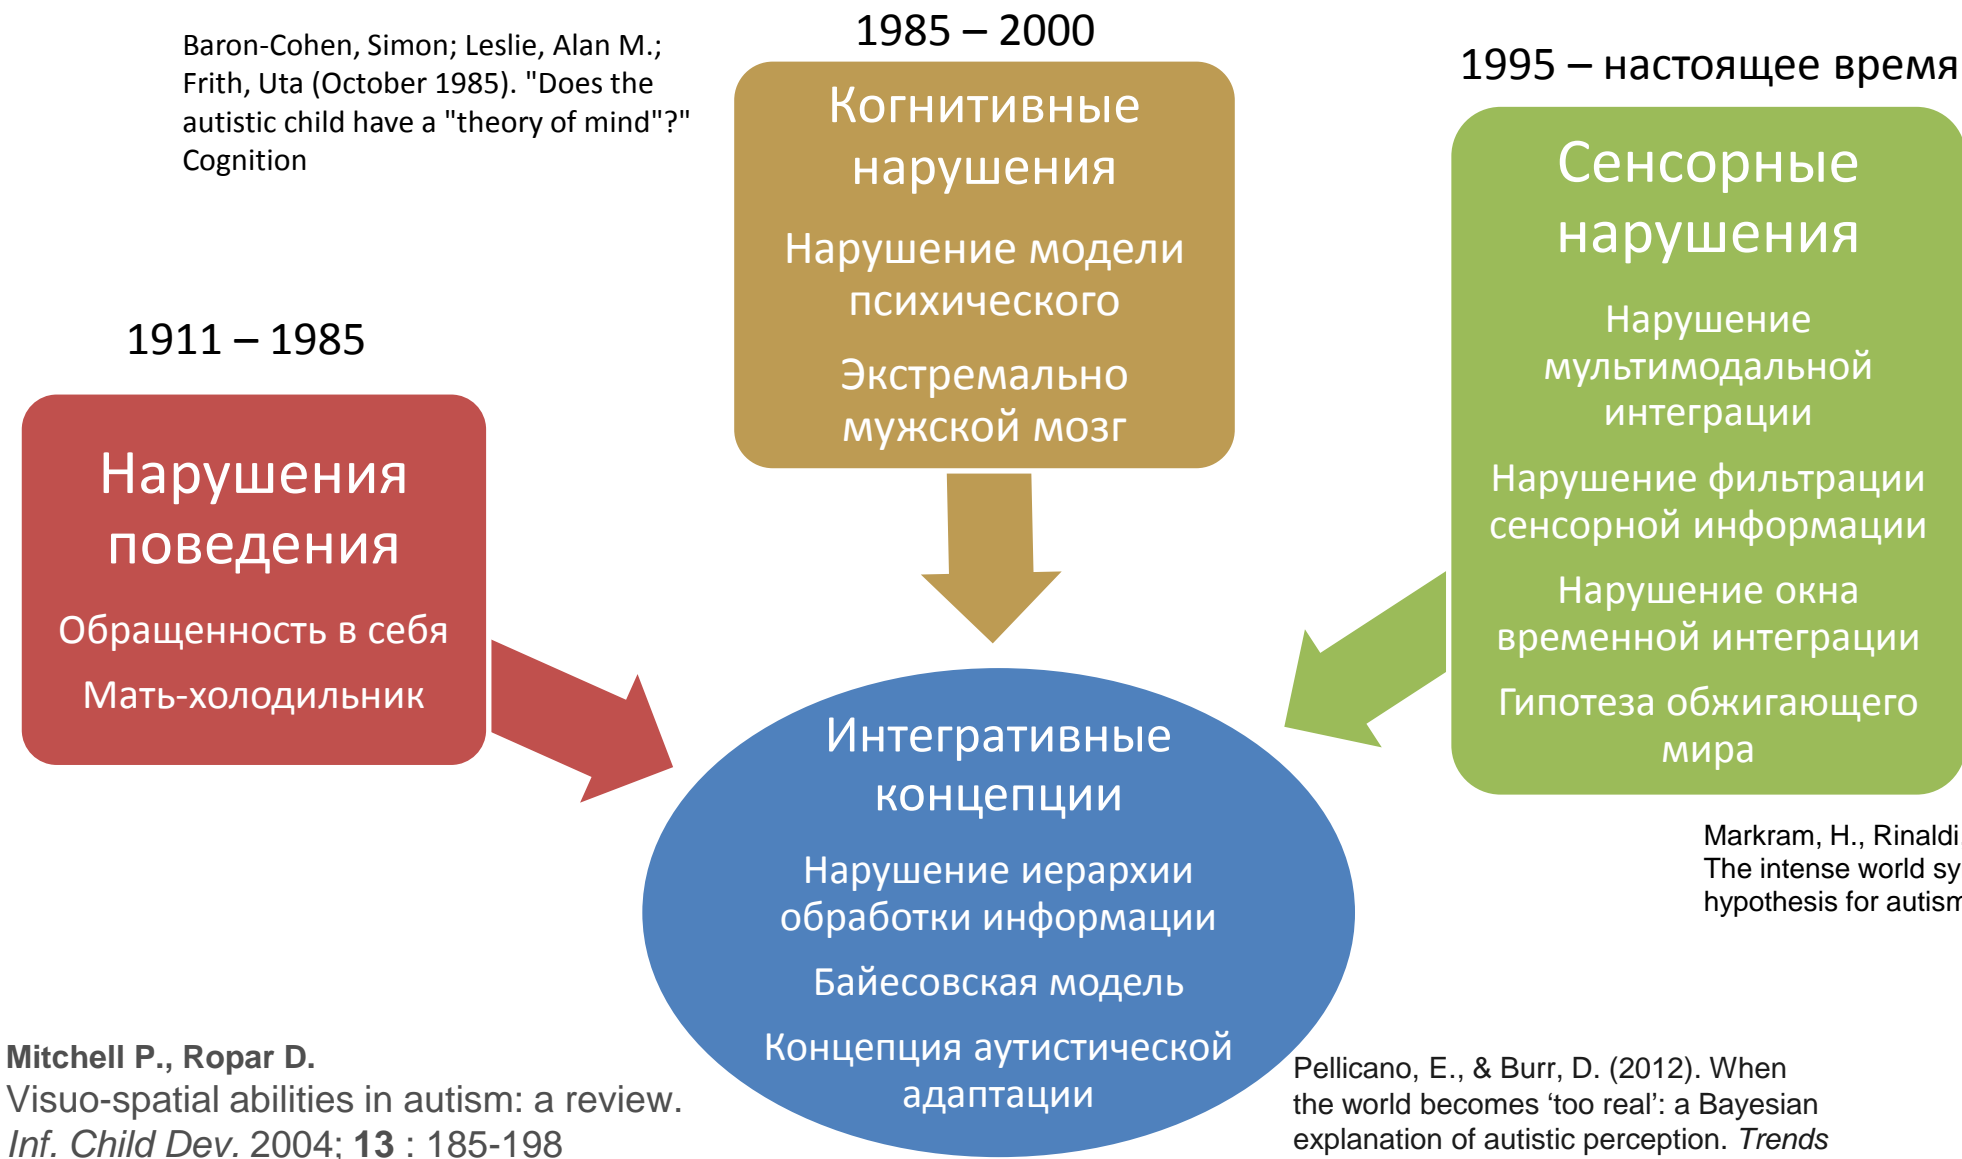 Baron-Cohen, Simon; Leslie, Alan M.;
Frith, Uta (October 1985). "Does the
autistic child have a "theory of mind"?"
Cognition
1985 – 2000
Когнитивные
нарушения
Нарушение модели
психического
Экстремально
мужской мозг
1995 – настоящее время
Сенсорные
нарушения
Нарушение
мультимодальной
интеграции
Нарушение фильтрации
сенсорной информации
Нарушение окна
временной интеграции
Гипотеза обжигающего
мира
1911 – 1985
Нарушения
поведения
Обращенность в себя
Мать-холодильник
Интегративные
концепции
Нарушение иерархии
обработки информации
Байесовская модель
Концепция аутистической
адаптации
Markram, H., Rinaldi
The intense world sy
hypothesis for autism
Mitchell P., Ropar D.
Visuo-spatial abilities in autism: a review.
Inf. Child Dev. 2004; 13 : 185-198
Pellicano, E., & Burr, D. (2012). When
the world becomes ‘too real’: a Bayesian
explanation of autistic perception. Trends